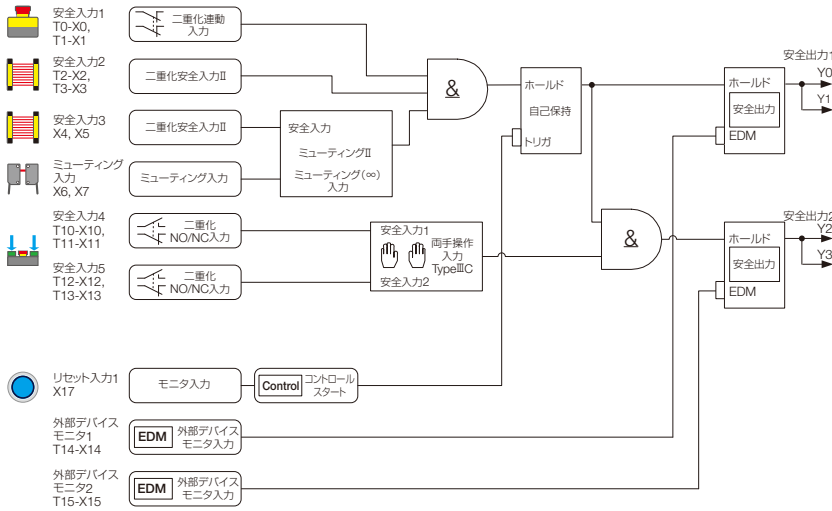 安全入力1
T0-X0,
T1-X1
二重化連動
入力
安全入力2
T2-X2,
T3-X3
二重化安全入力Ⅱ
安全入力3
X4, X5
二重化安全入力Ⅱ
ミューティング
入力
X6, X7
ミューティング入力
安全入力
ミューティングⅡ
ミューティング(∞)
入力
&
ホールド
自己保持
トリガ
安全出力1
ホールド
安全出力
EDM
Y0
Y1
安全入力4
T10-X10,
T11-X11
二重化
NO/NC入力
安全入力5
T12-X12,
T13-X13
二重化
NO/NC入力
安全入力1
両手操作
入力
TypeⅢC
安全入力2
&
安全出力2
ホールド
安全出力
EDM
Y2
Y3
リセット入力1
X17
モニタ入力
Control コントロール
スタート
外部デバイス
モニタ1
T14-X14
EDM 外部デバイス
モニタ入力
外部デバイス
モニタ2
T15-X15
EDM 外部デバイス
モニタ入力